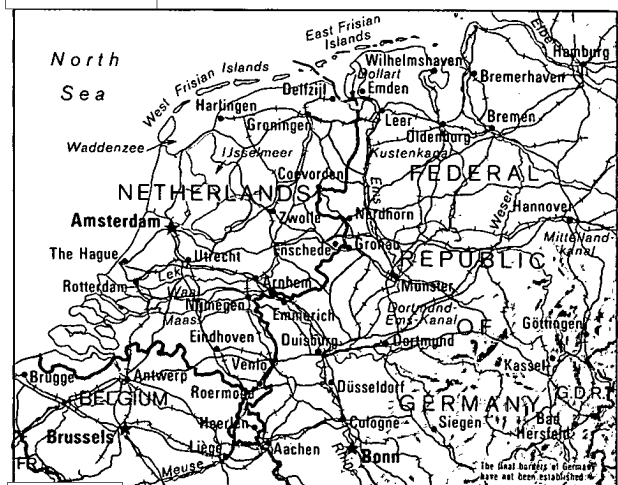 East Frisian
Islands
Elbe
Hamburg
North
Sea
Wilhelmshaven
Dollart
Bremerhaven
West Frisian Islands
Delfzijl
Emden
Harlingen
Groningen
Leer
Oldenburg
Bremen
Waddenzee
IJsselmeer
Kustenkanal
Coevorden
FEDERAL
NETHERLANDS
Ems
Weser
Hannover
Amsterdam
Zwolle
Nordhorn
Mittelland-
kanal
The Hague
Utrecht
Enschede
Gronau
REPUBLIC
Lek
Rotterdam
Waal
Arnhem
Münster
Nijmegen
Maas
Emmerich
Dortmund
Ems-Kanal
OF
Göttingen
Eindhoven
Duisburg
Dortmund
Venlo
Kassel
Brugge
Antwerp
Roermond
Düsseldorf
G.D.R.
BELGIUM
GERMANY
Heerlen
Cologne
Siegen
Bad
Hersfeld
Brussels
Liège
Aachen
Bonn
FR.
Meuse
Rhin
The final borders of Germany
have not been established.